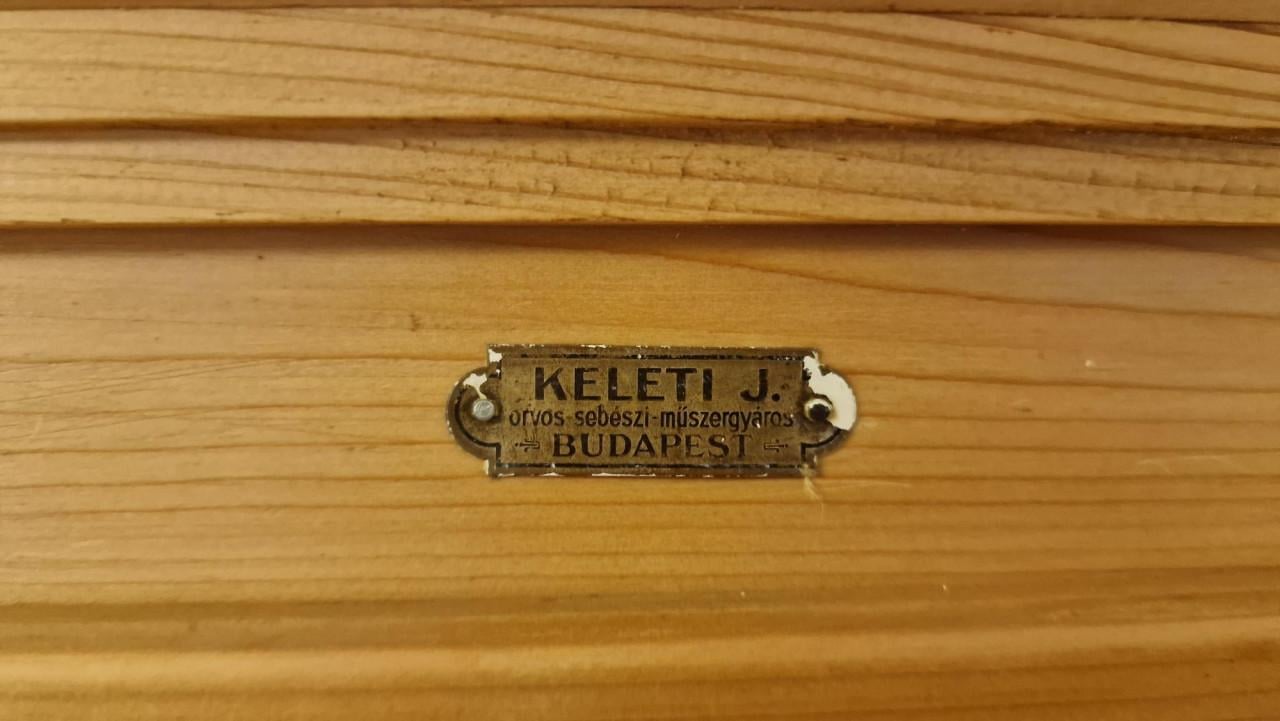 KELETI J.
orvos-sebészi-műszergyáros
BUDAPEST